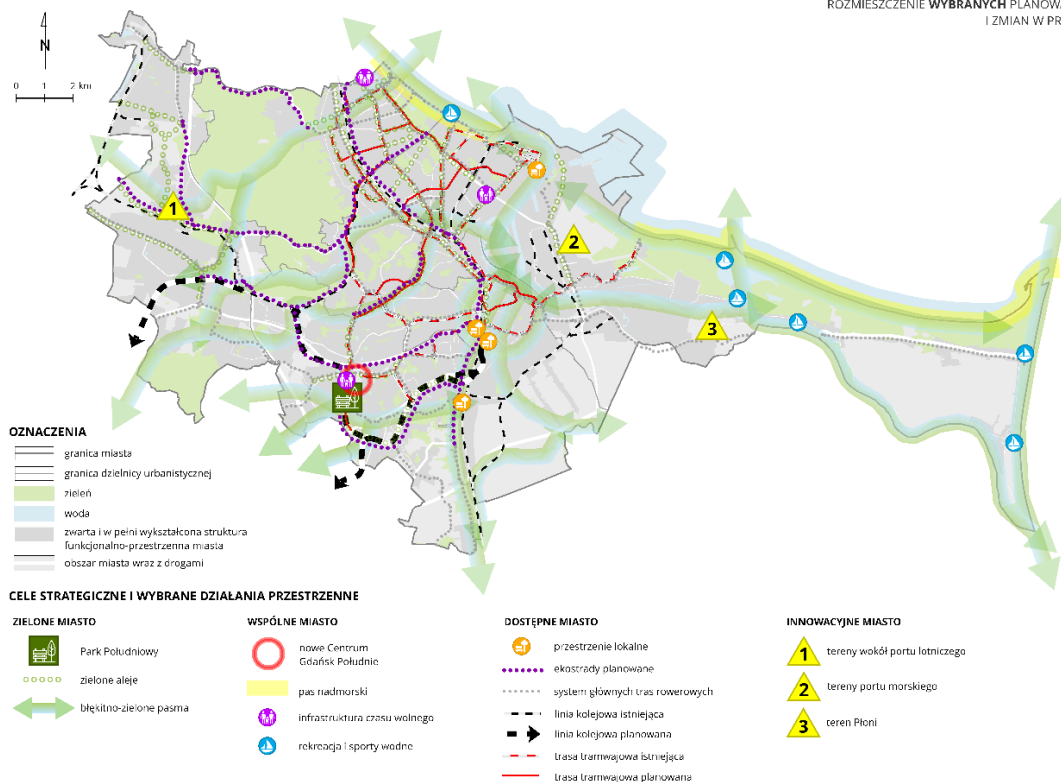 ROZMIESZCZENIE WYBRANYCH PLANOWA
I ZMIAN W PR
N
0 1 2 km
1
2
3
OZNACZENIA
granica miasta
granica dzielnicy urbanistycznej
zieleń
woda
zwarta i w pełni wykształcona struktura
funkcjonalno-przestrzenna miasta
obszar miasta wraz z drogami
CELE STRATEGICZNE I WYBRANE DZIAŁANIA PRZESTRZENNE
ZIELONE MIASTO
Park Południowy
zielone aleje
błękitno-zielone pasma
WSPÓLNE MIASTO
nowe Centrum
Gdańsk Południe
pas nadmorski
infrastruktura czasu wolnego
rekreacja i sporty wodne
DOSTĘPNE MIASTO
przestrzenie lokalne
ekostrady planowane
system głównych tras rowerowych
linia kolejowa istniejąca
linia kolejowa planowana
trasa tramwajowa istniejąca
trasa tramwajowa planowana
INNOWACYJNE MIASTO
1 tereny wokół portu lotniczego
2 tereny portu morskiego
3 teren Płoni